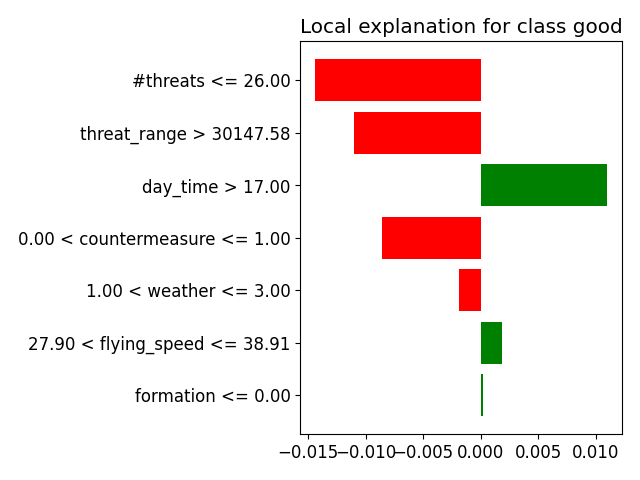 Local explanation for class good
#threats <= 26.00
threat_range > 30147.58
day_time > 17.00
0.00 < countermeasure <= 1.00
1.00 < weather <= 3.00
27.90 < flying_speed <= 38.91
formation <= 0.00
−0.015 −0.010 −0.005 0.000 0.005 0.010